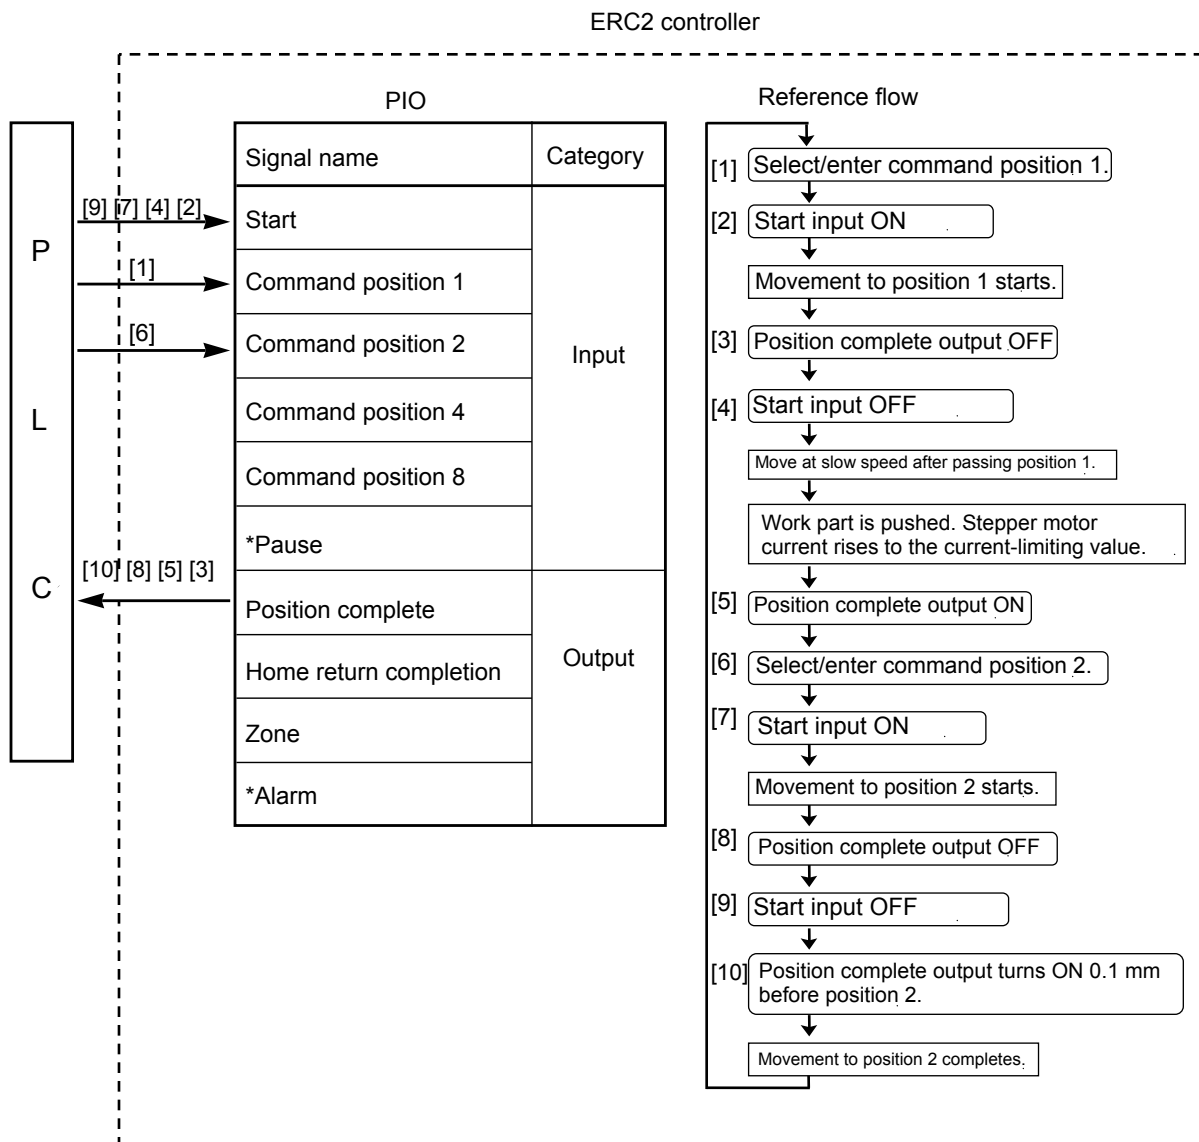 ERC2 controller
PIO
Reference flow
Signal name
Category
[9] [7] [4] [2]
Start
[1]
Command position 1
[6]
Command position 2
Input
Command position 4
Command position 8
*Pause
[10] [8] [5] [3]
Position complete
Home return completion
Output
Zone
*Alarm
P
L
C
[1] Select/enter command position 1.
[2] Start input ON
Movement to position 1 starts.
[3] Position complete output OFF
[4] Start input OFF
Move at slow speed after passing position 1.
Work part is pushed. Stepper motor
current rises to the current-limiting value.
[5] Position complete output ON
[6] Select/enter command position 2.
[7] Start input ON
Movement to position 2 starts.
[8] Position complete output OFF
[9] Start input OFF
[10] Position complete output turns ON 0.1 mm
before position 2.
Movement to position 2 completes.